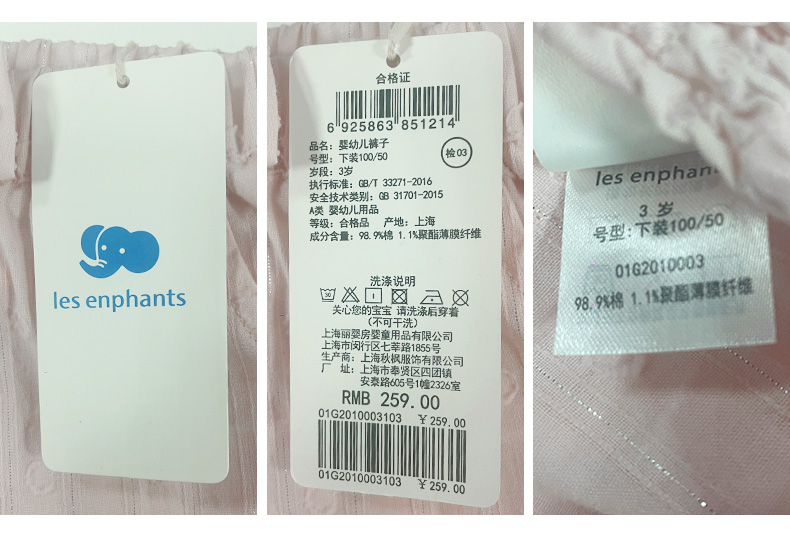 les enphants
合格证
6 925863 851214
品名：婴幼儿裤子
检03
号型：下装100/50
岁段：3岁
执行标准：GB/T 33271-2016
安全技术类别：GB 31701-2015
A类 婴幼儿用品
等级：合格品 产地：上海
成分含量：98.9%棉 1.1%聚酯薄膜纤维
洗涤说明
关心您的宝宝 请洗涤后穿着
（不可干洗）
上海丽婴房婴童用品有限公司
上海市闵行区七莘路1855号
生产商：上海秋枫服饰有限公司
厂 址：上海市奉贤区四团镇
安泰路605号1幢2326室
RMB 259.00
01G2010003103 ￥259.00
01G2010003103 ￥259.00
les enphan
3 岁
号型：下装100/50
01G2010003
98.9%棉 1.1%聚酯薄膜纤维